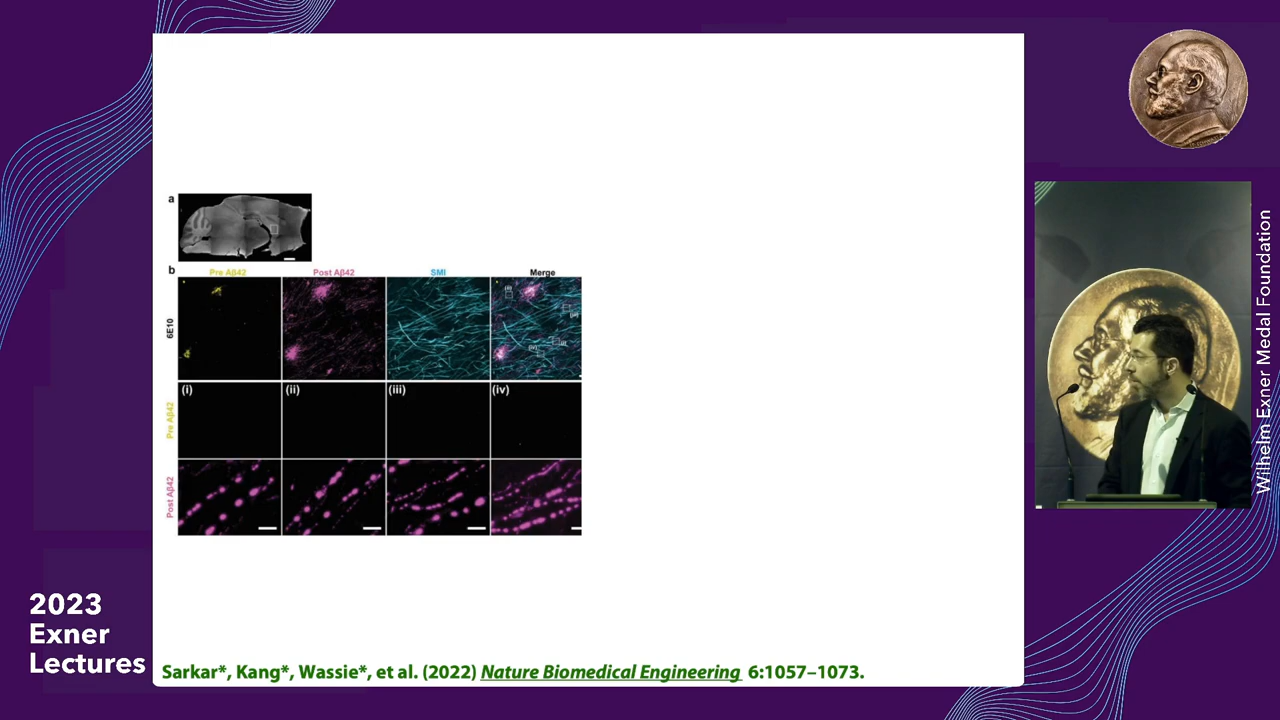 a
b
Pre Aβ42
Post Aβ42
SMI
Merge
6E10
(i)
(ii)
(iii)
(iv)
Pre Aβ42
Post Aβ42
2023
Exner
Lectures
Sarkar*, Kang*, Wassie*, et al. (2022) Nature Biomedical Engineering 6:1057–1073.
Wilhelm Exner Medal Foundation